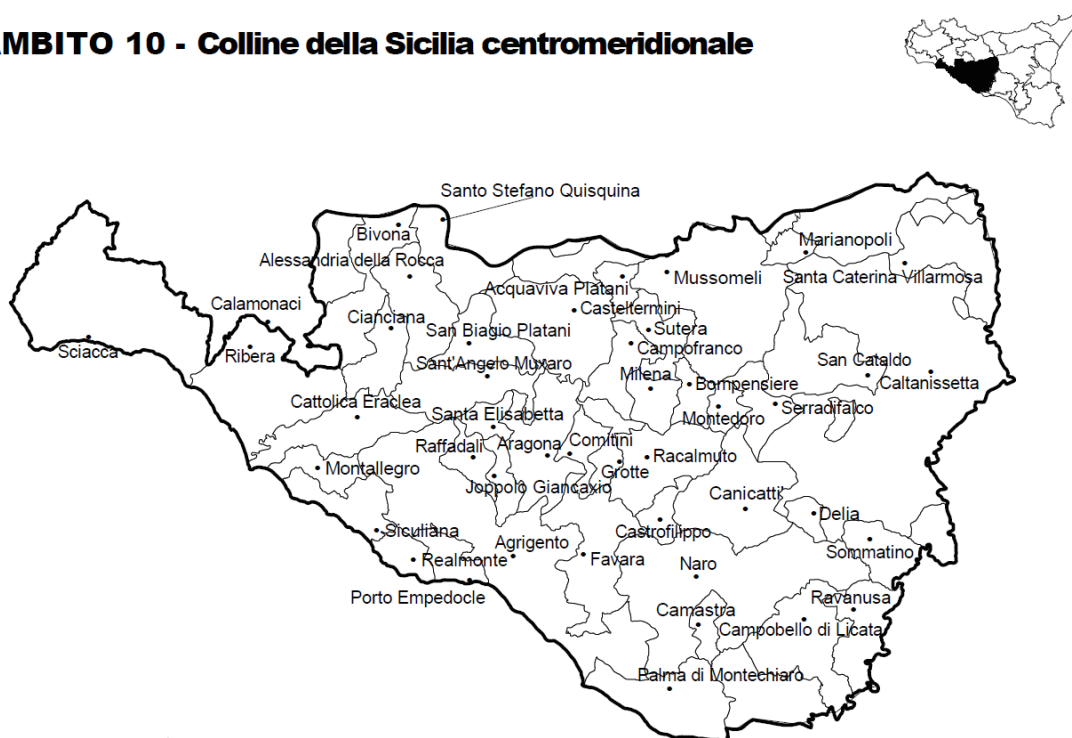 AMBITO 10 - Colline della Sicilia centromeridionale
Santo Stefano Quisquina
Bivona
Marianopoli
Alessandria della Rocca
Mussomeli
Santa Caterina Villarmosa
Acquaviva Platani
Calamonaci
Casteltermini
Cianciana
San Biagio Platani
Sutera
Sciacca
Ribera
Campofranco
San Cataldo
Sant'Angelo Muxaro
Milena
Bompensiere
Caltanissetta
Cattolica Eraclea
Santa Elisabetta
Montedoro
Serradifalco
Raffadali
Aragona
Comitini
Montallegro
Grotte
Racalmuto
Joppolo Giancaxio
Canicatti'
Siculiana
Castrofilippo
Delia
Agrigento
Sommatino
Realmonte
Favara
Naro
Porto Empedocle
Ravanusa
Camastra
Campobello di Licata
Palma di Montechiaro